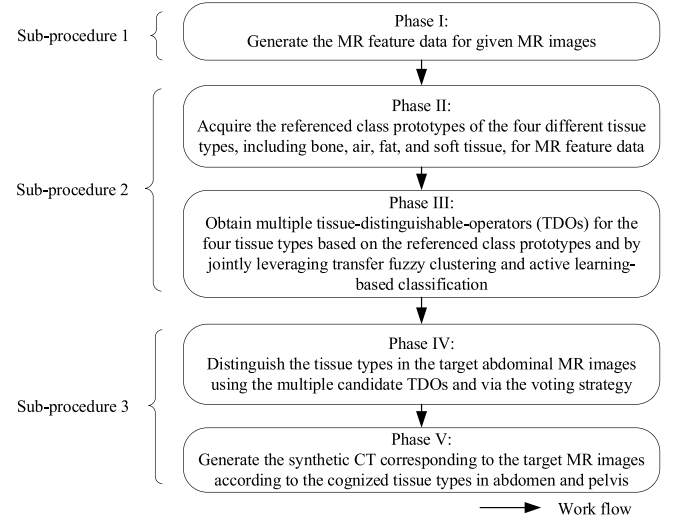 Sub-procedure 1
Phase I:
Generate the MR feature data for given MR images
Sub-procedure 2
Phase II:
Acquire the referenced class prototypes of the four different tissue
types, including bone, air, fat, and soft tissue, for MR feature data
Phase III:
Obtain multiple tissue-distinguishable-operators (TDOs) for the
four tissue types based on the referenced class prototypes and by
jointly leveraging transfer fuzzy clustering and active learning-
based classification
Sub-procedure 3
Phase IV:
Distinguish the tissue types in the target abdominal MR images
using the multiple candidate TDOs and via the voting strategy
Phase V:
Generate the synthetic CT corresponding to the target MR images
according to the cognized tissue types in abdomen and pelvis
Work flow